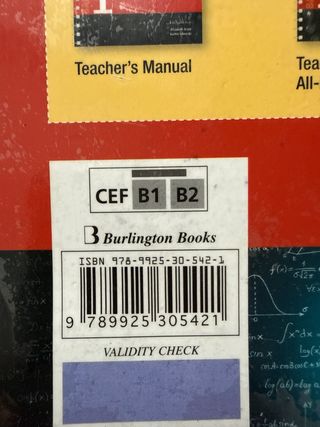 Teacher's Manual
Tea
All-
CEF B1 B2
B Burlington Books
ISBN 978-9925-30-542-1
9 789925 305421
VALIDITY CHECK